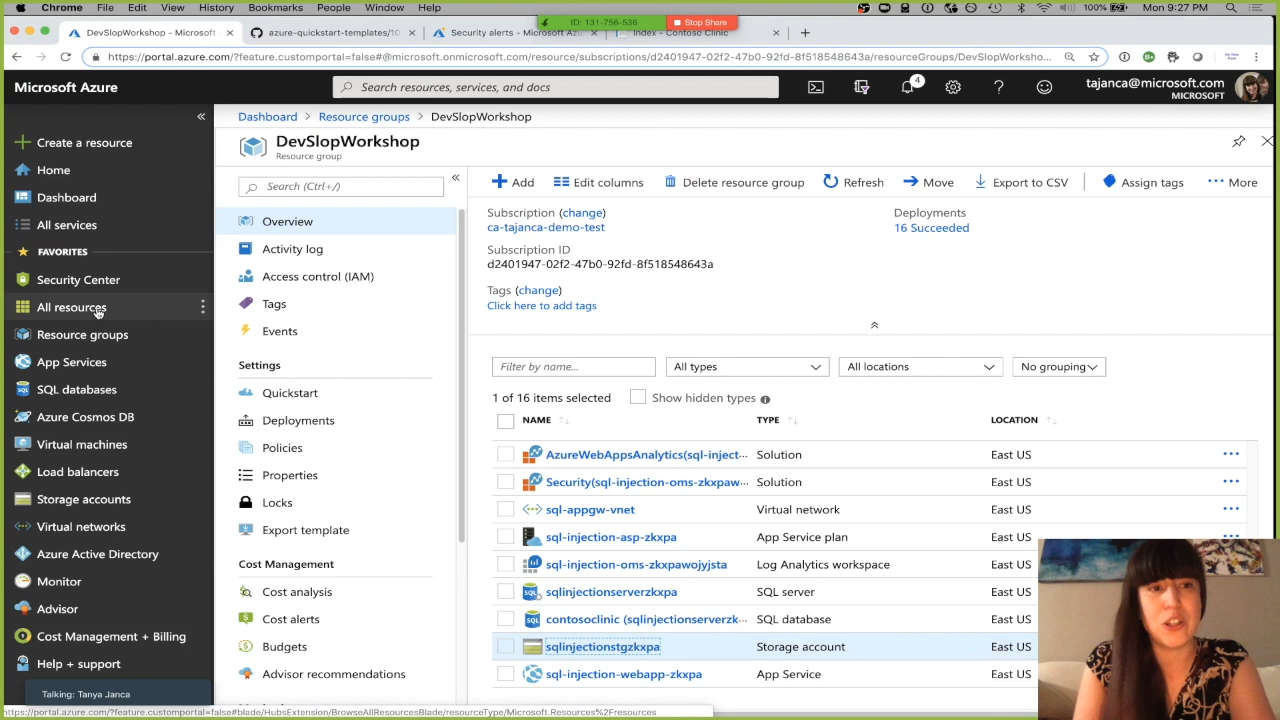 Chrome File Edit View History Bookmarks People Window Help 100% Mon 9:27 PM
ID: 131-756-536 Stop Share
DevSlopWorkshop - Microsoft azure-quickstart-templates/10 Security alerts - Microsoft Az Index - Contoso Clinic
https://portal.azure.com/?feature.customportal=false#@microsoft.onmicrosoft.com/resource/subscriptions/d2401947-02f2-47b0-92fd-8f518548643a/resourceGroups/DevSlopWorksho...
Microsoft Azure
Search resources, services, and docs
4
tajanca@microsoft.com
MICROSOFT
«
Create a resource
Home
Dashboard
All services
FAVORITES
Security Center
All resources
Resource groups
App Services
SQL databases
Azure Cosmos DB
Virtual machines
Load balancers
Storage accounts
Virtual networks
Azure Active Directory
Monitor
Advisor
Cost Management + Billing
Help + support
Talking: Tanya Janca
https://portal.azure.com/?feature.customportal=false#blade/HubsExtension/BrowseAllResourcesBlade/resourceType/Microsoft.Resources%2Fresources
Dashboard > Resource groups > DevSlopWorkshop
DevSlopWorkshop
Resource group
Search (Ctrl+/)
«
Overview
Activity log
Access control (IAM)
Tags
Events
Settings
Quickstart
Deployments
Policies
Properties
Locks
Export template
Cost Management
Cost analysis
Cost alerts
Budgets
Advisor recommendations
Add Edit columns Delete resource group Refresh Move Export to CSV Assign tags ... More
Subscription (change)
ca-tajanca-demo-test
Subscription ID
d2401947-02f2-47b0-92fd-8f518548643a
Tags (change)
Click here to add tags
Deployments
16 Succeeded
Filter by name... All types All locations No grouping
1 of 16 items selected Show hidden types
NAME TYPE LOCATION
AzureWebAppsAnalytics(sql-inject... Solution East US
Security(sql-injection-oms-zkxpaw... Solution East US
sql-appgw-vnet Virtual network East US
sql-injection-asp-zkxpa App Service plan East US
sql-injection-oms-zkxpawojyjsta Log Analytics workspace East US
sqlinjectionserverzkxpa SQL server East US
contosoclinic (sqlinjectionserverzk... SQL database East US
sqlinjectionstgzkxpa Storage account East US
sql-injection-webapp-zkxpa App Service East US